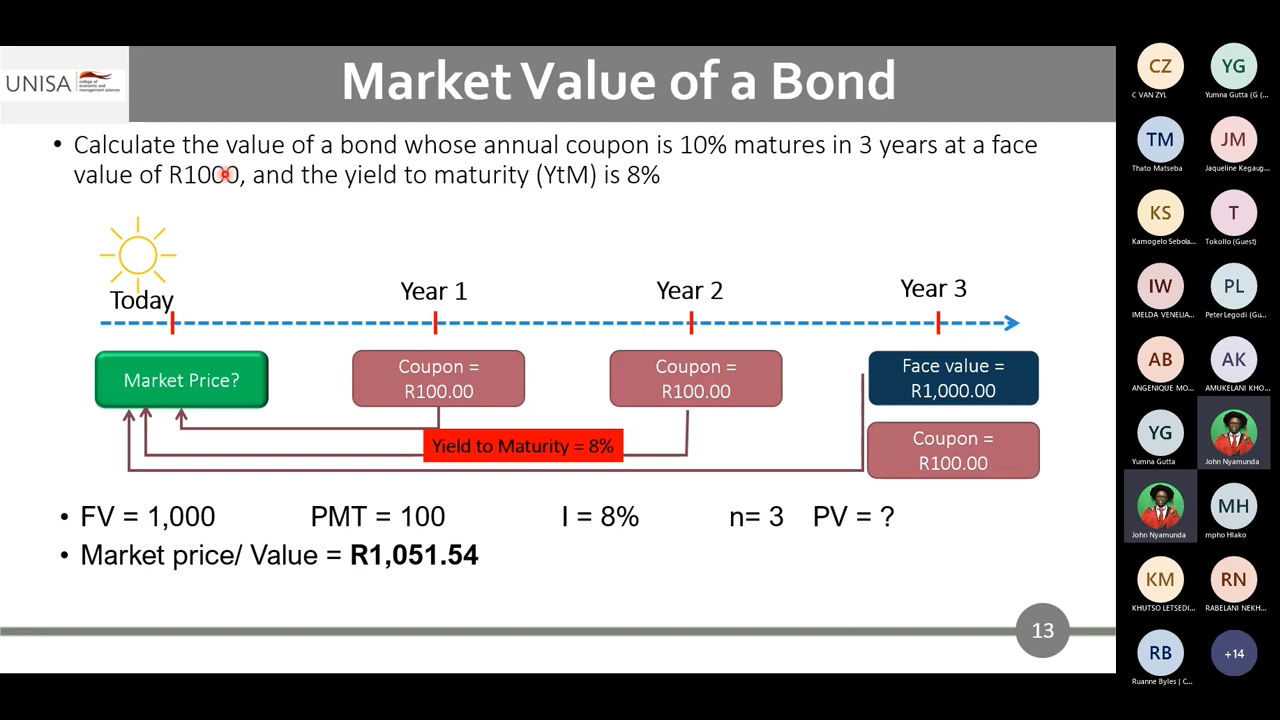 UNISA
college of
economic and
management sciences
Market Value of a Bond
• Calculate the value of a bond whose annual coupon is 10% matures in 3 years at a face
value of R1000, and the yield to maturity (YtM) is 8%
Today
Year 1
Year 2
Year 3
Market Price?
Coupon =
R100.00
Coupon =
R100.00
Face value =
R1,000.00
Coupon =
R100.00
Yield to Maturity = 8%
• FV = 1,000 PMT = 100 I = 8% n= 3 PV = ?
• Market price/ Value = R1,051.54
13
CZ
C VAN ZYL
YG
Yumna Gutta (G (...
TM
Thato Matseba
JM
Jaqueline Kegaug...
KS
Kamogelo Sebola...
T
Tokollo (Guest)
IW
IMELDA VENELIA...
PL
Peter Legodi (Gu...
AB
ANGENIQUE MO...
AK
AMUKELANI KHO...
YG
Yumna Gutta
John Nyamunda
John Nyamunda
MH
mpho Hlako
KM
KHUTSO LETSEDI...
RN
RABELANI NEKH...
RB
Ruanne Byles | C...
+14